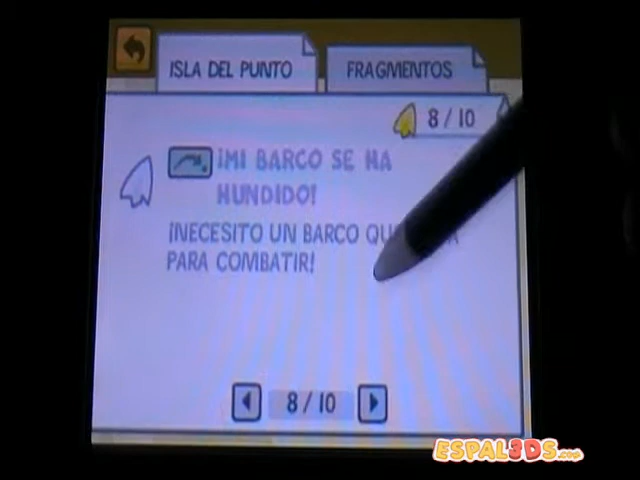 ISLA DEL PUNTO
FRAGMENTOS
8 / 10
¡MI BARCO SE HA
HUNDIDO!
¡NECESITO UN BARCO
PARA COMBATIR!
8 / 10
ESPAL3DS.com